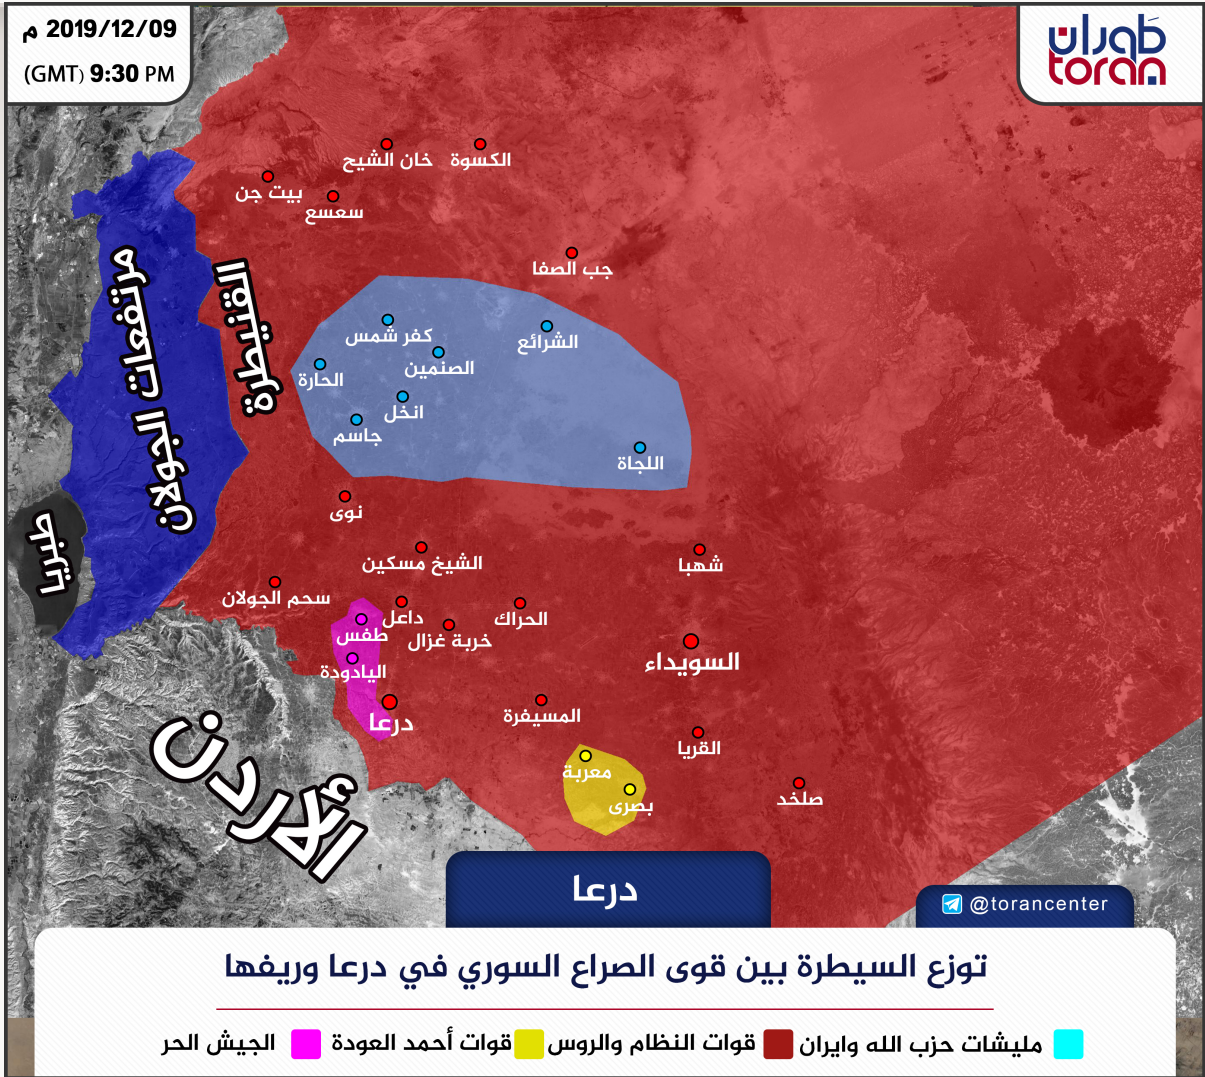 2019/12/09 م
(GMT) 9:30 PM
طوران
toran
خان الشيح
الكسوة
بيت جن
سعسع
جب الصفا
مرتفعات الجولان
القنيطرة
كفر شمس
الشرائع
الصنمين
الحارة
انخل
جاسم
اللجاة
نوى
طبريا
الشيخ مسكين
شهبا
سحم الجولان
داعل
الحراك
طفس
خربة غزال
اليادودة
السويداء
درعا
المسيفرة
القريا
معربة
بصرى
صلخد
الأردن
درعا
@torancenter
توزع السيطرة بين قوى الصراع السوري في درعا وريفها
مليشات حزب الله وايران
قوات النظام والروس
قوات أحمد العودة
الجيش الحر